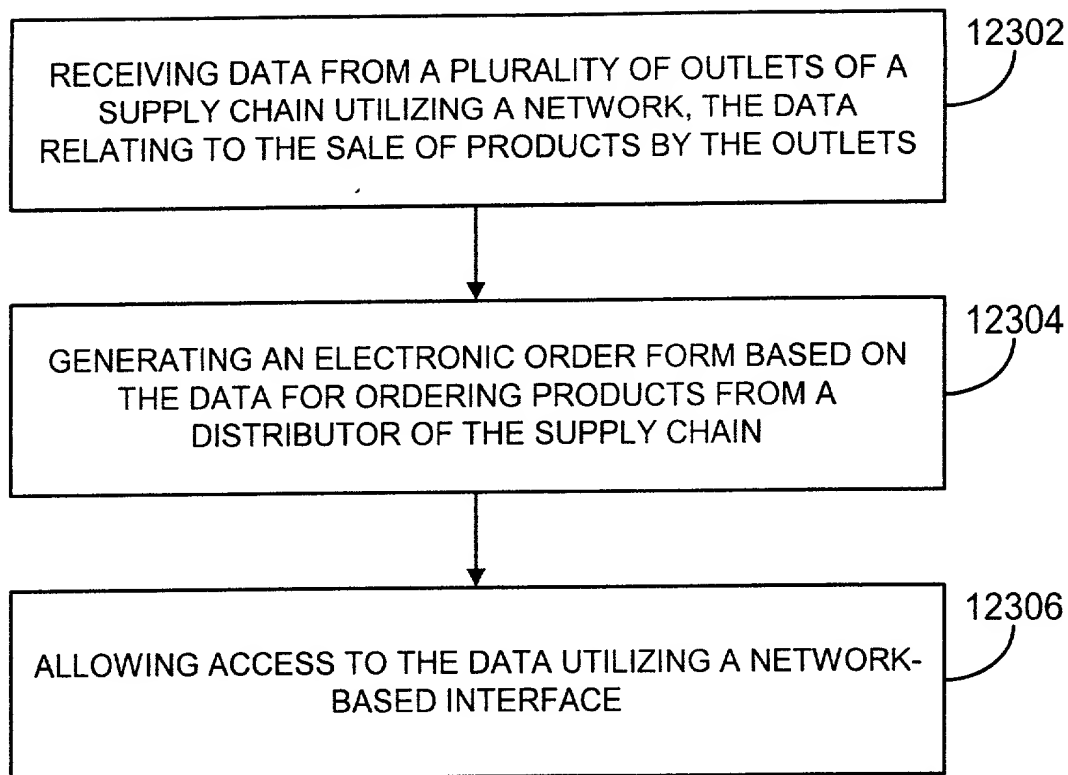 12302
RECEIVING DATA FROM A PLURALITY OF OUTLETS OF A
SUPPLY CHAIN UTILIZING A NETWORK, THE DATA
RELATING TO THE SALE OF PRODUCTS BY THE OUTLETS
12304
GENERATING AN ELECTRONIC ORDER FORM BASED ON
THE DATA FOR ORDERING PRODUCTS FROM A
DISTRIBUTOR OF THE SUPPLY CHAIN
12306
ALLOWING ACCESS TO THE DATA UTILIZING A NETWORK-
BASED INTERFACE